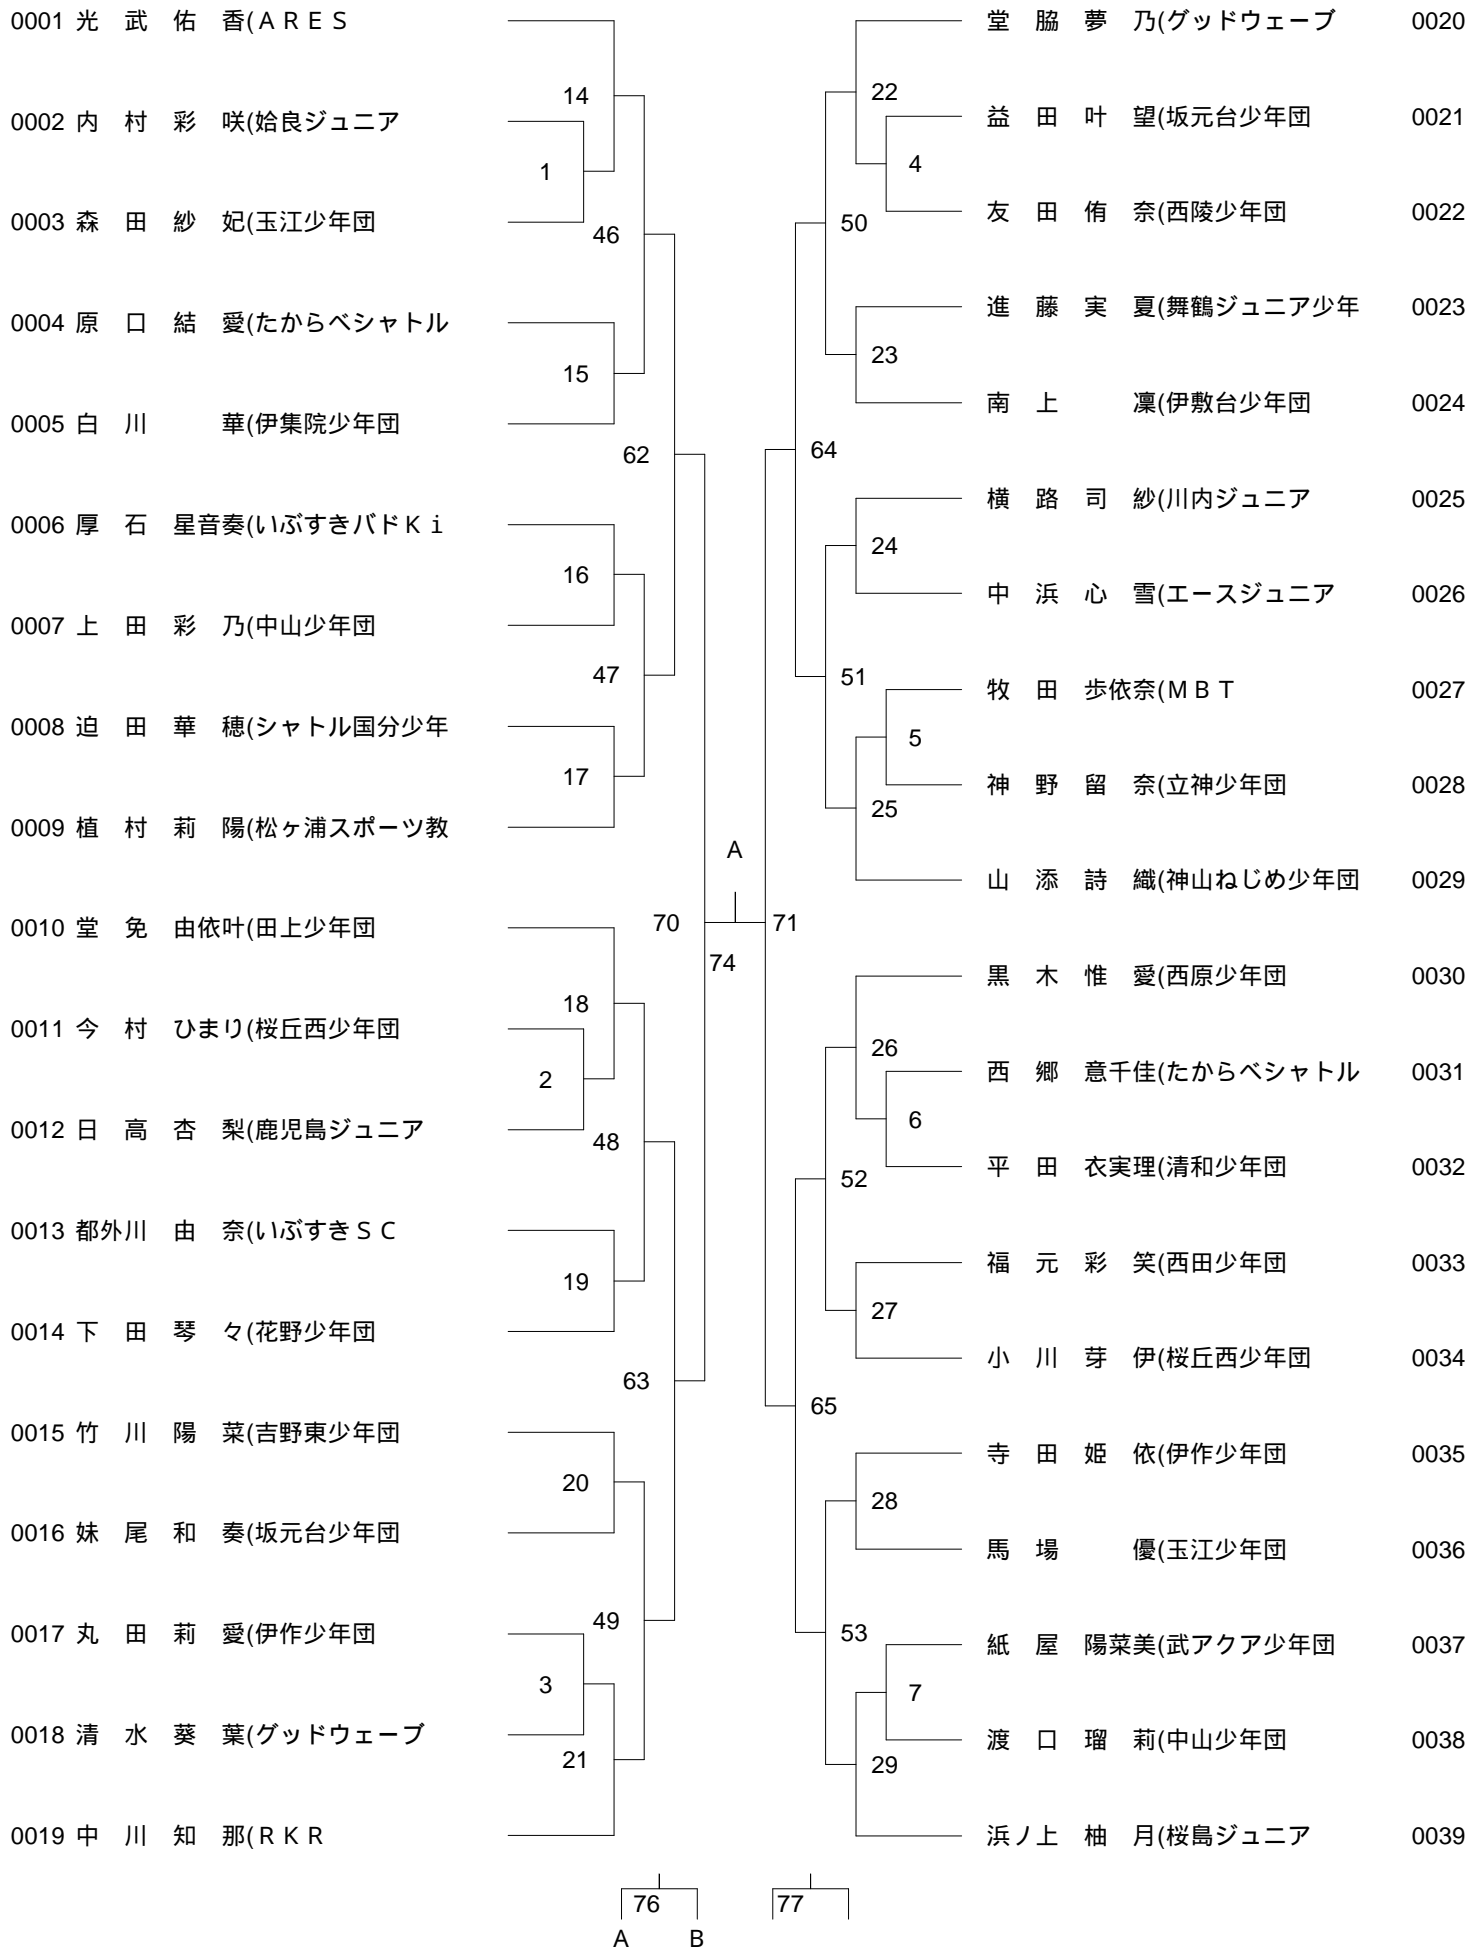 0001 光　武　佑　香(ＡＲＥＳ
14
0002 内　村　彩　咲(姶良ジュニア
1
0003 森　田　紗　妃(玉江少年団
46
0004 原　口　結　愛(たからべシャトル
15
0005 白　川　　　華(伊集院少年団
62
0006 厚　石　星音奏(いぶすきバドＫｉ
16
0007 上　田　彩　乃(中山少年団
47
0008 迫　田　華　穂(シャトル国分少年
17
0009 植　村　莉　陽(松ヶ浦スポーツ教
A
0010 堂　免　由依叶(田上少年団
70
71
74
18
0011 今　村　ひまり(桜丘西少年団
2
0012 日　高　杏　梨(鹿児島ジュニア
48
0013 都外川　由　奈(いぶすきＳＣ
19
0014 下　田　琴　々(花野少年団
63
0015 竹　川　陽　菜(吉野東少年団
20
0016 妹　尾　和　奏(坂元台少年団
49
0017 丸　田　莉　愛(伊作少年団
3
0018 清　水　葵　葉(グッドウェーブ
21
0019 中　川　知　那(ＲＫＲ
堂　脇　夢　乃(グッドウェーブ 0020
22
益　田　叶　望(坂元台少年団 0021
4
友　田　侑　奈(西陵少年団 0022
50
進　藤　実　夏(舞鶴ジュニア少年 0023
23
南　上　　　凜(伊敷台少年団 0024
64
横　路　司　紗(川内ジュニア 0025
24
中　浜　心　雪(エースジュニア 0026
51
牧　田　歩依奈(ＭＢＴ 0027
5
神　野　留　奈(立神少年団 0028
25
山　添　詩　織(神山ねじめ少年団 0029
黒　木　惟　愛(西原少年団 0030
26
西　郷　意千佳(たからべシャトル 0031
6
平　田　衣実理(清和少年団 0032
52
福　元　彩　笑(西田少年団 0033
27
小　川　芽　伊(桜丘西少年団 0034
65
寺　田　姫　依(伊作少年団 0035
28
馬　場　　　優(玉江少年団 0036
53
紙　屋　陽菜美(武アクア少年団 0037
7
渡　口　瑠　莉(中山少年団 0038
29
浜ノ上　柚　月(桜島ジュニア 0039
76
77
A B